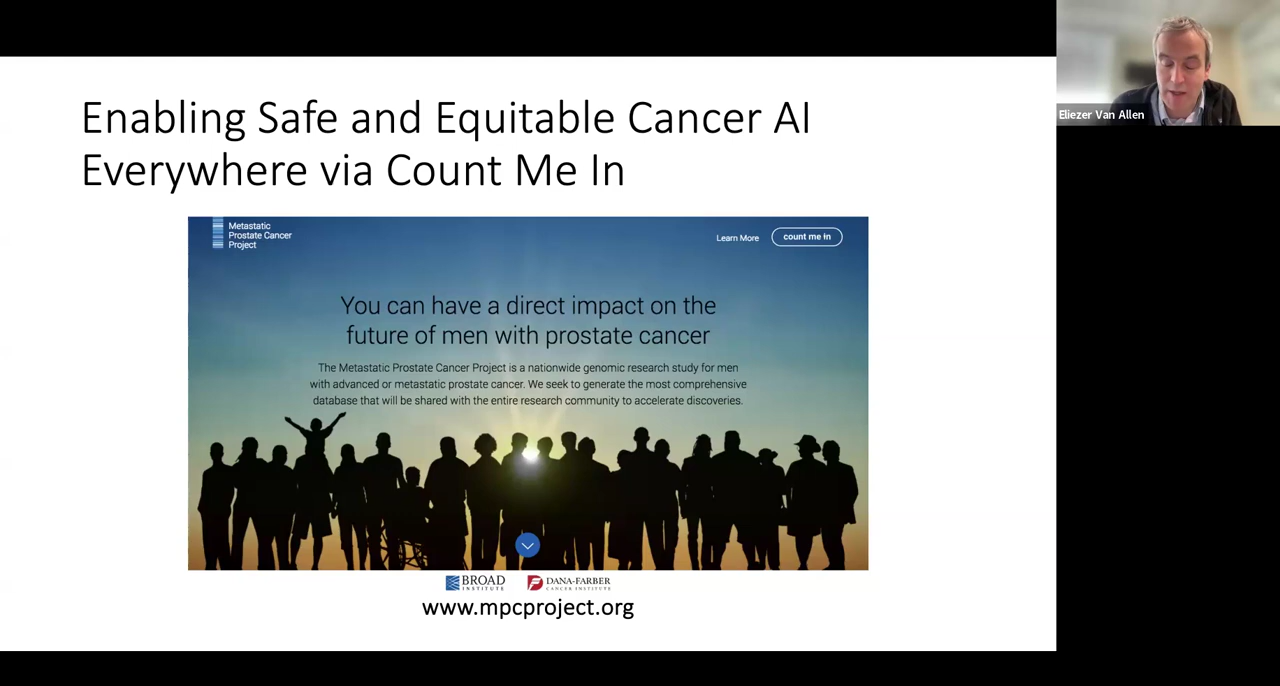 Enabling Safe and Equitable Cancer AI
Everywhere via Count Me In
Metastatic
Prostate Cancer
Project
Learn More
count me in
You can have a direct impact on the
future of men with prostate cancer
The Metastatic Prostate Cancer Project is a nationwide genomic research study for men
with advanced or metastatic prostate cancer. We seek to generate the most comprehensive
database that will be shared with the entire research community to accelerate discoveries.
BROAD
INSTITUTE
DANA-FARBER
CANCER INSTITUTE
www.mpcproject.org
Eliezer Van Allen